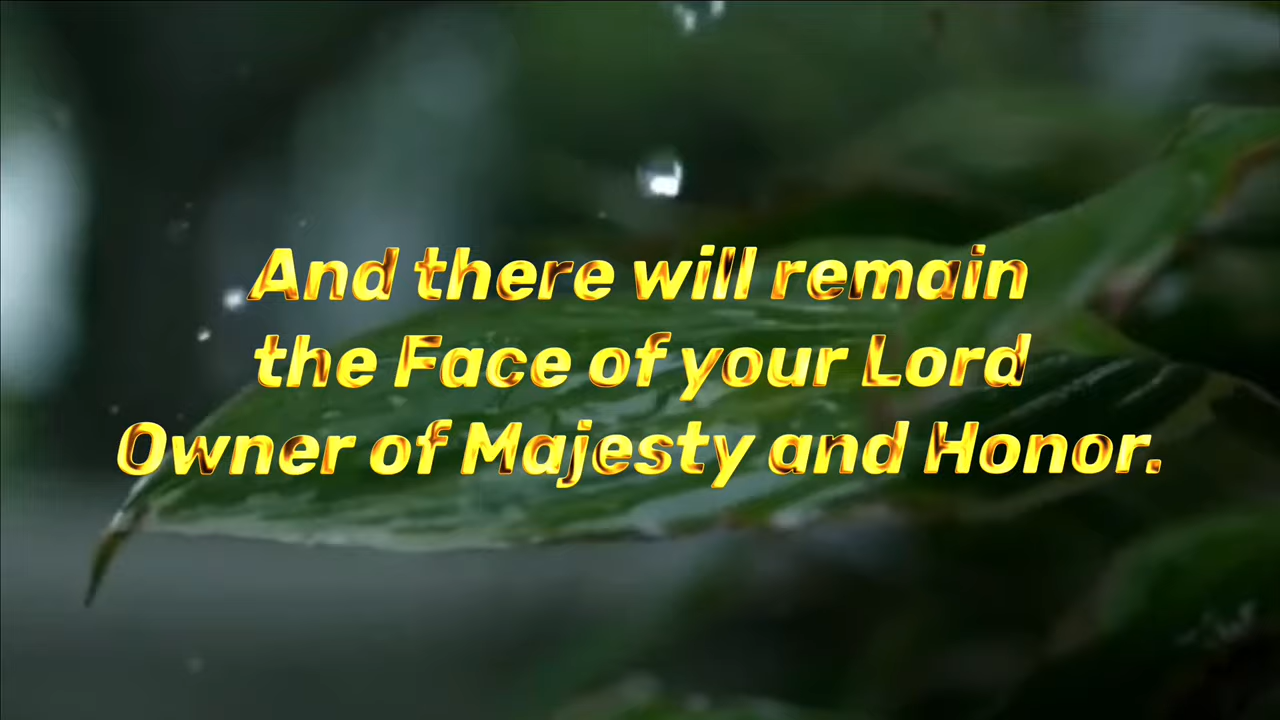 And there will remain
the Face of your Lord
Owner of Majesty and Honor.